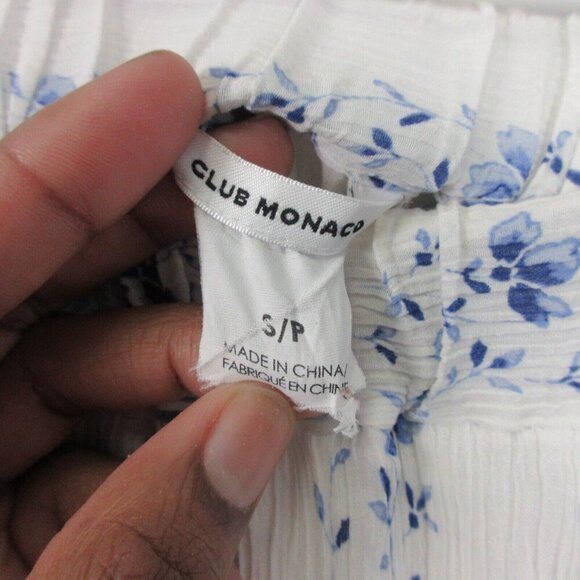 CLUB MONACO
S/P
MADE IN CHINA/
FABRIQUÉ EN CHINE